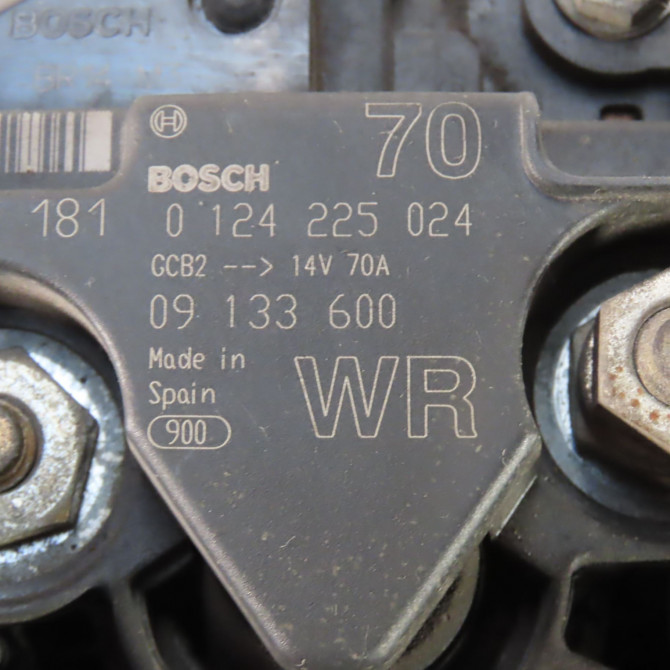 BOSCH
70
BOSCH
181 0 124 225 024
GCB2 --> 14V 70A
09 133 600
Made in
Spain
WR
900